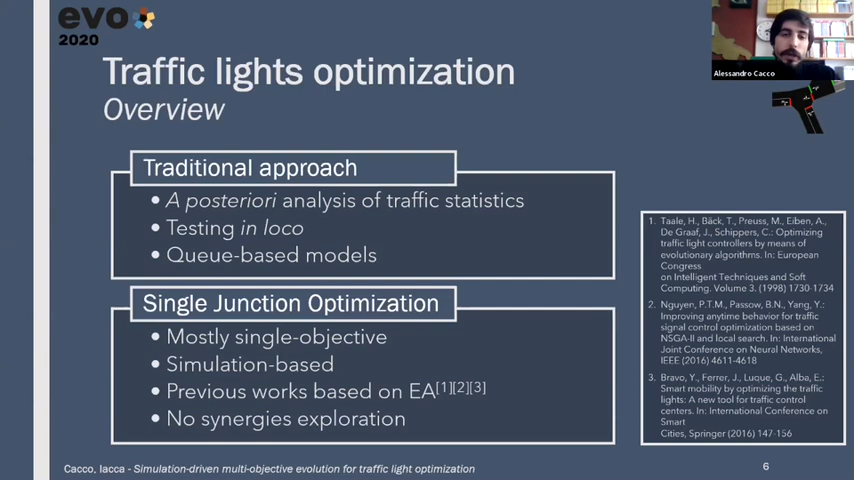 evo
2020
Alessandro Cacco
Traffic lights optimization
Overview
Traditional approach
• A posteriori analysis of traffic statistics
• Testing in loco
• Queue-based models
Single Junction Optimization
• Mostly single-objective
• Simulation-based
• Previous works based on EA[1][2][3]
• No synergies exploration
1. Taale, H., Bäck, T., Preuss, M., Eiben, A.,
De Graaf, J., Schippers, C.: Optimizing
traffic light controllers by means of
evolutionary algorithms. In: European
Congress
on Intelligent Techniques and Soft
Computing. Volume 3. (1998) 1730-1734
2. Nguyen, P.T.M., Passow, B.N., Yang, Y.:
Improving anytime behavior for traffic
signal control optimization based on
NSGA-II and local search. In: International
Joint Conference on Neural Networks,
IEEE (2016) 4611-4618
3. Bravo, Y., Ferrer, J., Luque, G., Alba, E.:
Smart mobility by optimizing the traffic
lights: A new tool for traffic control
centers. In: International Conference on
Smart
Cities, Springer (2016) 147-156
Cacco, Iacca - Simulation-driven multi-objective evolution for traffic light optimization
6